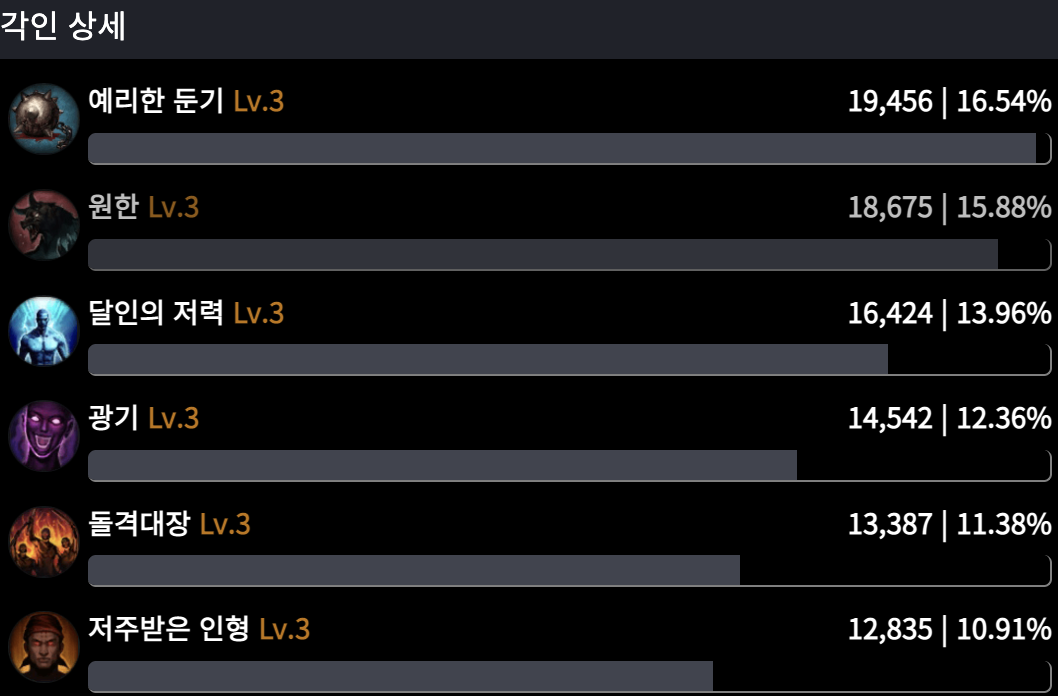 각인 상세
예리한 둔기 Lv.3 19,456 | 16.54%
원한 Lv.3 18,675 | 15.88%
달인의 저력 Lv.3 16,424 | 13.96%
광기 Lv.3 14,542 | 12.36%
돌격대장 Lv.3 13,387 | 11.38%
저주받은 인형 Lv.3 12,835 | 10.91%